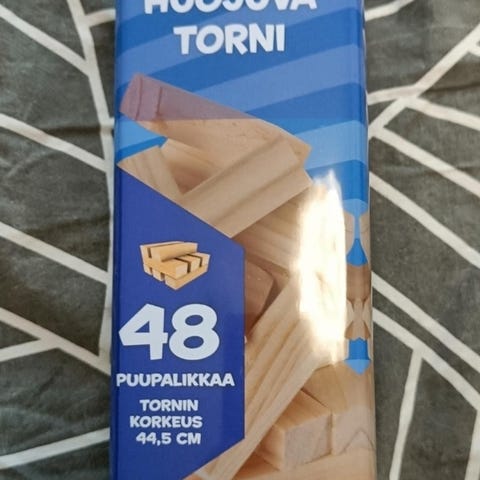 HUOJUVA
TORNI
48
PUUPALIKKAA
TORNIN
KORKEUS
44,5 CM